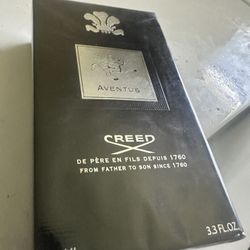 AVENTUS
CREED
DE PÈRE EN FILS DEPUIS 1760
FROM FATHER TO SON SINCE 1760
3.3 FL.OZ.